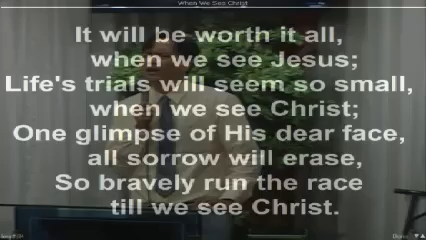 When We See Christ
It will be worth it all,
when we see Jesus;
Life's trials will seem so small,
when we see Christ;
One glimpse of His dear face,
all sorrow will erase,
So bravely run the race
till we see Christ.